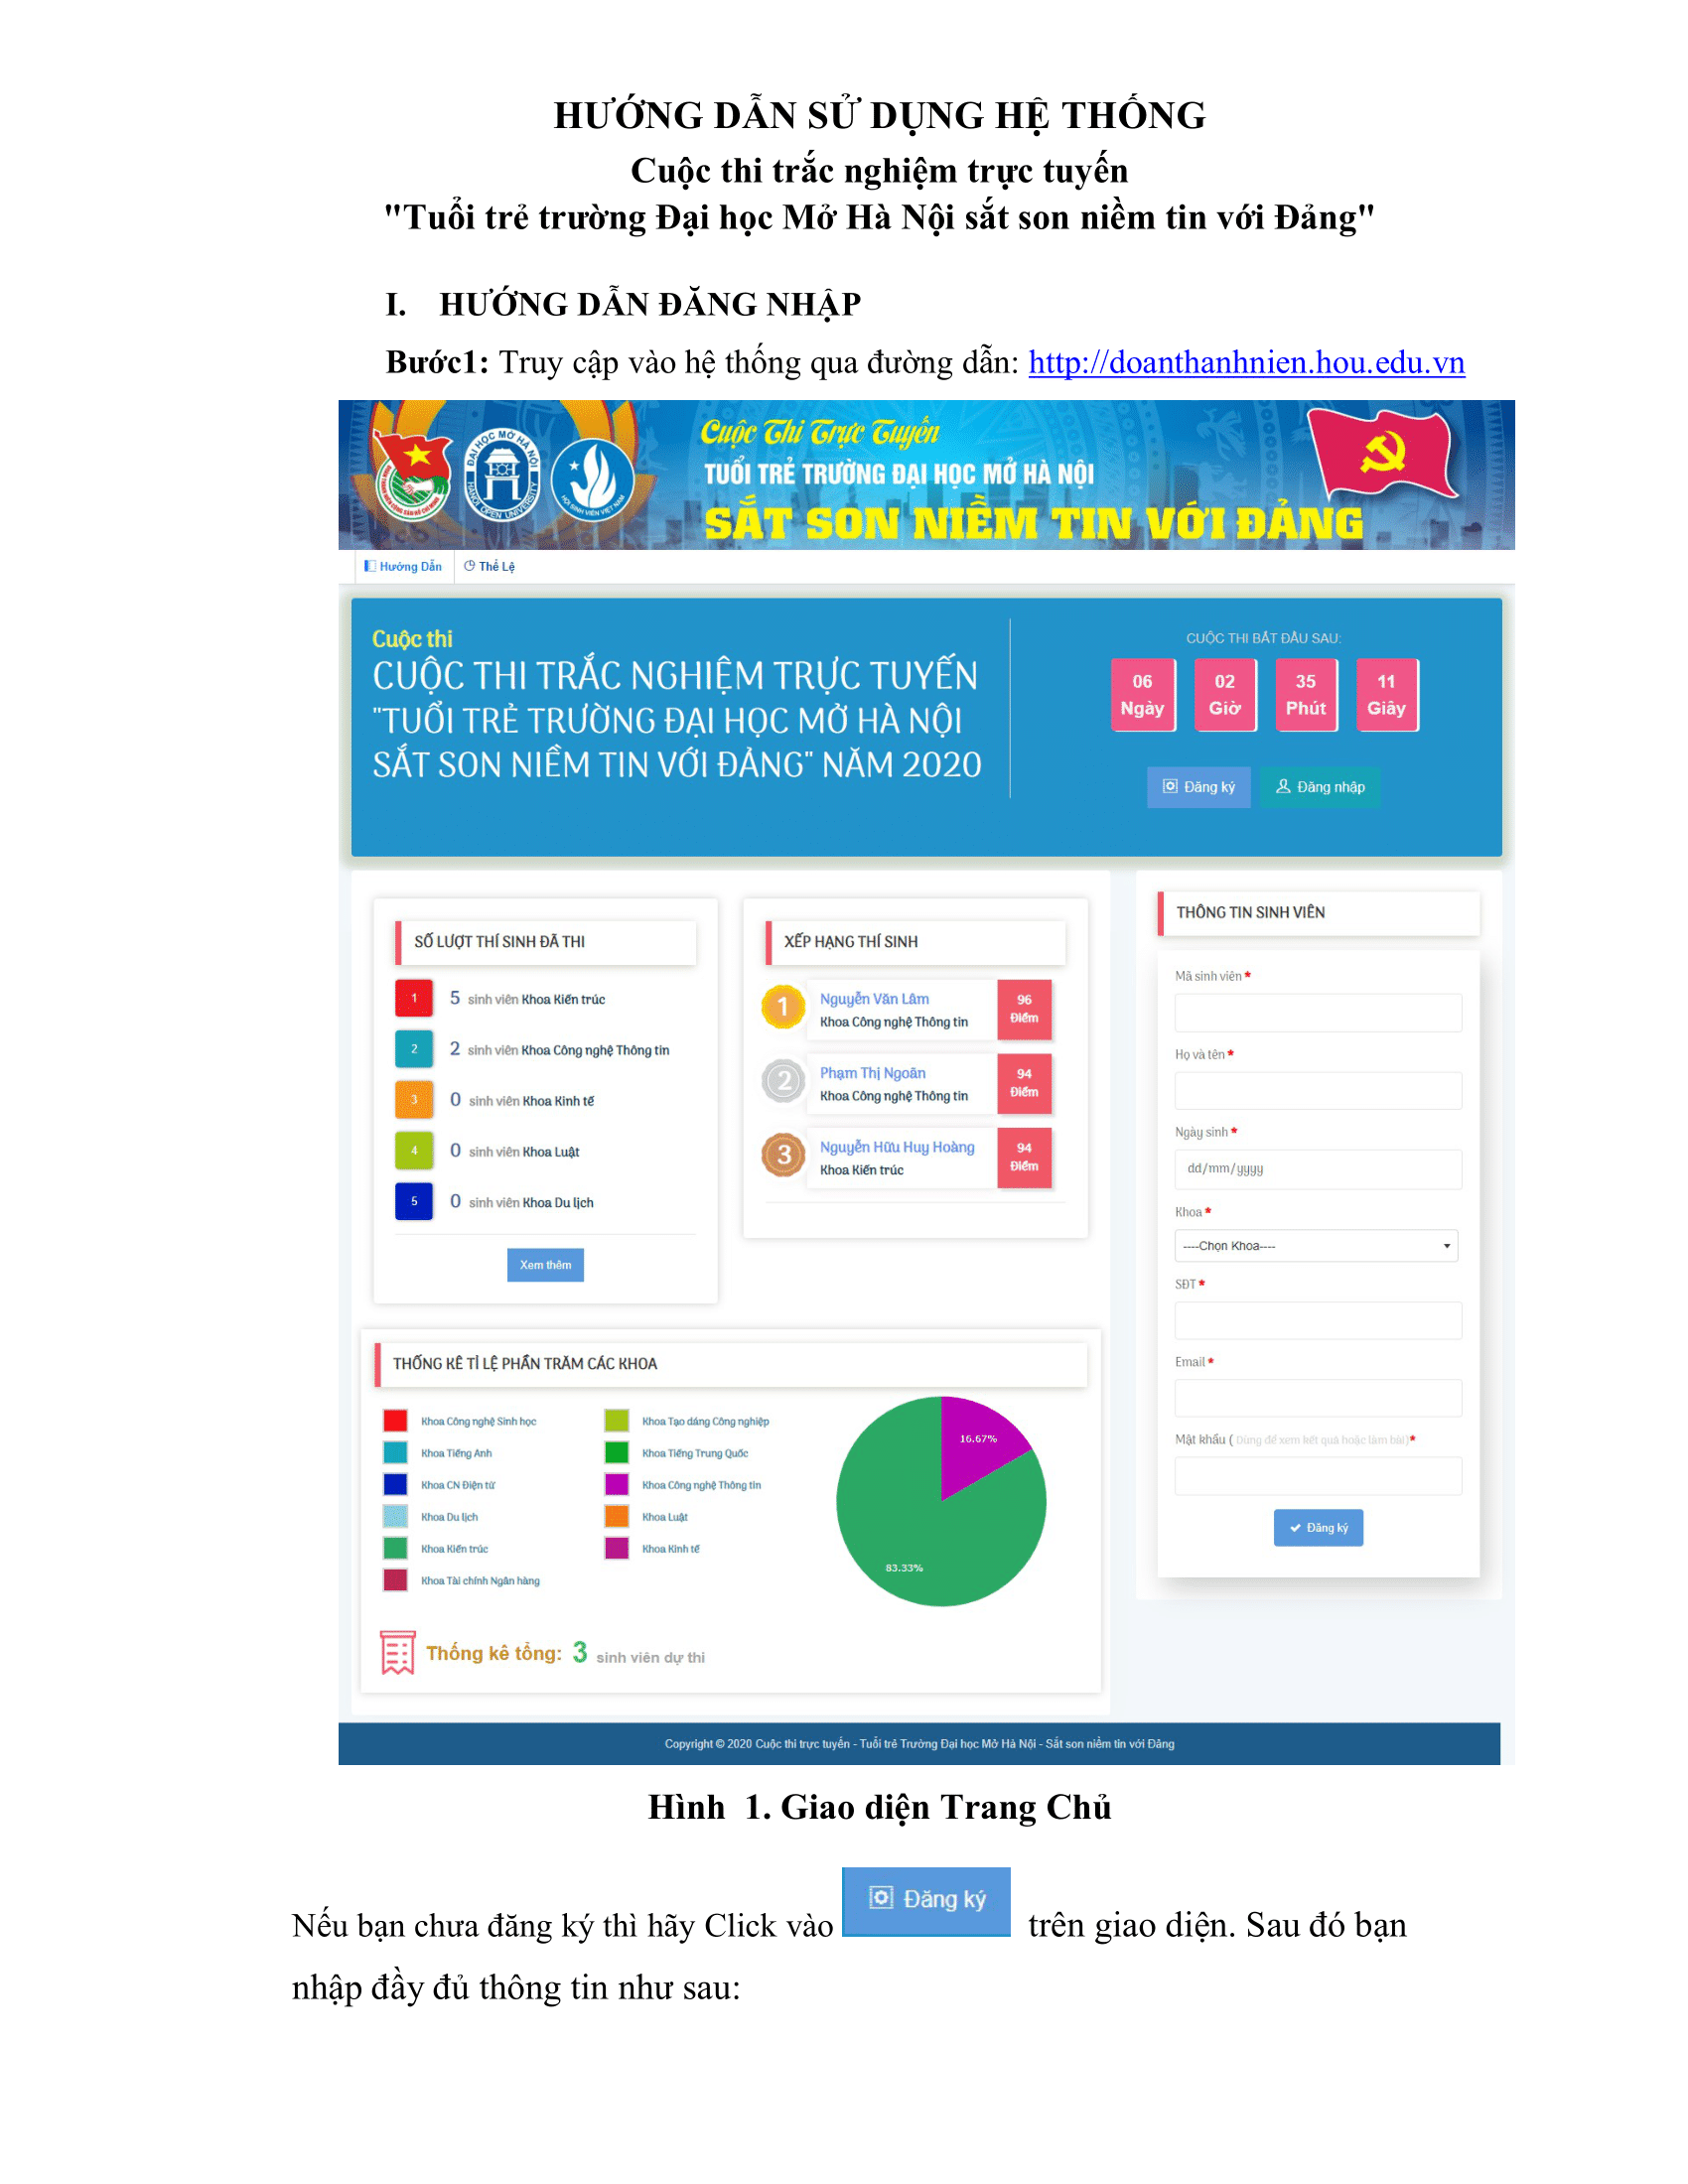 HƯỚNG DẪN SỬ DỤNG HỆ THỐNG
Cuộc thi trắc nghiệm trực tuyến
"Tuổi trẻ trường Đại học Mở Hà Nội sắt son niềm tin với Đảng"
I. HƯỚNG DẪN ĐĂNG NHẬP
Bước1: Truy cập vào hệ thống qua đường dẫn: http://doanthanhnien.hou.edu.vn
Cuộc Thi Trực Tuyến
TUỔI TRẺ TRƯỜNG ĐẠI HỌC MỞ HÀ NỘI
SẮT SON NIỀM TIN VỚI ĐẢNG
ĐẠI HỌC MỞ HÀ NỘI
HANOI OPEN UNIVERSITY
HỘI SINH VIÊN VIỆT NAM
Hướng Dẫn
Thể Lệ
Cuộc thi
CUỘC THI TRẮC NGHIỆM TRỰC TUYẾN
"TUỔI TRẺ TRƯỜNG ĐẠI HỌC MỞ HÀ NỘI
SẮT SON NIỀM TIN VỚI ĐẢNG" NĂM 2020
CUỘC THI BẮT ĐẦU SAU:
06 02 35 11
Ngày Giờ Phút Giây
Đăng ký
Đăng nhập
SỐ LƯỢT THÍ SINH ĐÃ THI
1 5 sinh viên Khoa Kiến trúc
2 2 sinh viên Khoa Công nghệ Thông tin
3 0 sinh viên Khoa Kinh tế
4 0 sinh viên Khoa Luật
5 0 sinh viên Khoa Du lịch
Xem thêm
XẾP HẠNG THÍ SINH
1 Nguyễn Văn Lâm 96
Khoa Công nghệ Thông tin Điểm
2 Phạm Thị Ngoãn 94
Khoa Công nghệ Thông tin Điểm
3 Nguyễn Hữu Huy Hoàng 94
Khoa Kiến trúc Điểm
THÔNG TIN SINH VIÊN
Mã sinh viên *
Họ và tên *
Ngày sinh *
dd/mm/yyyy
Khoa *
----Chọn Khoa----
SĐT *
Email *
Mật khẩu ( Dùng để xem kết quả hoặc làm bài)*
Đăng ký
THỐNG KÊ TỈ LỆ PHẦN TRĂM CÁC KHOA
Khoa Công nghệ Sinh học
Khoa Tiếng Anh
Khoa CN Điện tử
Khoa Du lịch
Khoa Kiến trúc
Khoa Tài chính Ngân hàng
Khoa Tạo dáng Công nghiệp
Khoa Tiếng Trung Quốc
Khoa Công nghệ Thông tin
Khoa Luật
Khoa Kinh tế
16.67%
83.33%
Thống kê tổng: 3 sinh viên dự thi
Copyright © 2020 Cuộc thi trực tuyến - Tuổi trẻ Trường Đại học Mở Hà Nội - Sắt son niềm tin với Đảng
Hình 1. Giao diện Trang Chủ
Nếu bạn chưa đăng ký thì hãy Click vào Đăng ký trên giao diện. Sau đó bạn
nhập đầy đủ thông tin như sau: